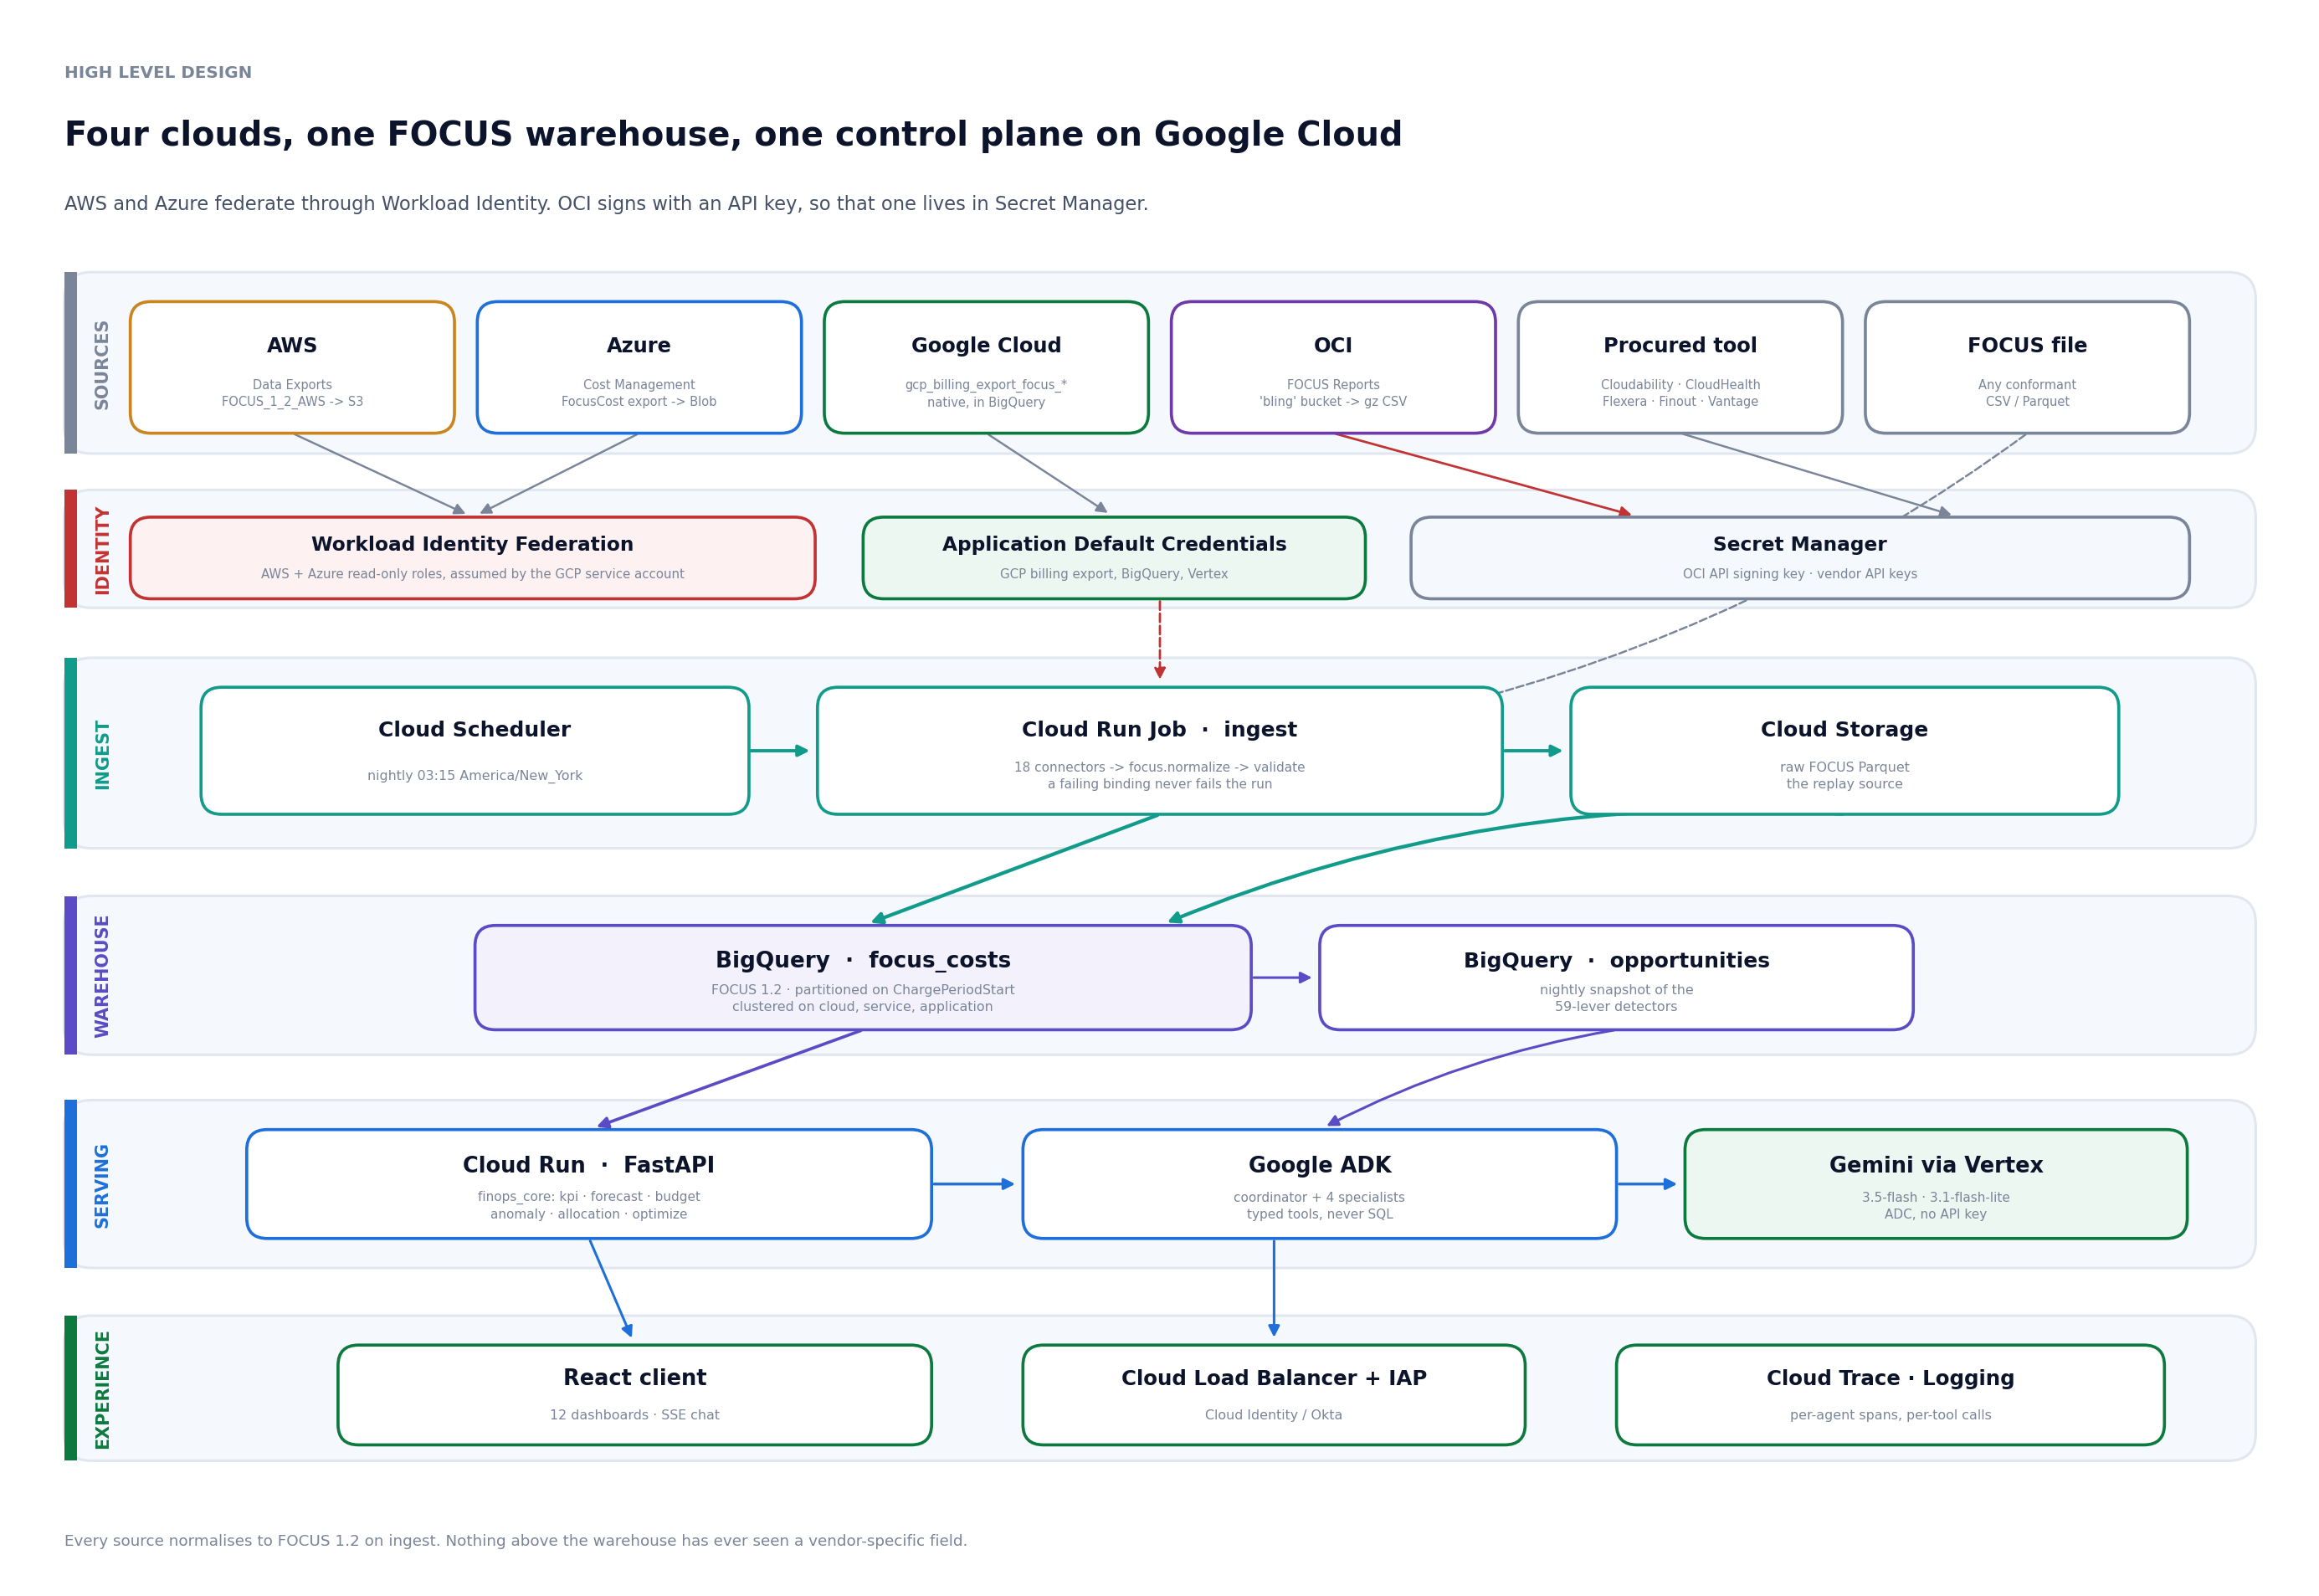 HIGH LEVEL DESIGN
Four clouds, one FOCUS warehouse, one control plane on Google Cloud
AWS and Azure federate through Workload Identity. OCI signs with an API key, so that one lives in Secret Manager.
SOURCES
AWS
Data Exports
FOCUS_1_2_AWS -> S3
Azure
Cost Management
FocusCost export -> Blob
Google Cloud
gcp_billing_export_focus_*
native, in BigQuery
OCI
FOCUS Reports
'bling' bucket -> gz CSV
Procured tool
Cloudability · CloudHealth
Flexera · Finout · Vantage
FOCUS file
Any conformant
CSV / Parquet
IDENTITY
Workload Identity Federation
AWS + Azure read-only roles, assumed by the GCP service account
Application Default Credentials
GCP billing export, BigQuery, Vertex
Secret Manager
OCI API signing key · vendor API keys
INGEST
Cloud Scheduler
nightly 03:15 America/New_York
Cloud Run Job · ingest
18 connectors -> focus.normalize -> validate
a failing binding never fails the run
Cloud Storage
raw FOCUS Parquet
the replay source
WAREHOUSE
BigQuery · focus_costs
FOCUS 1.2 · partitioned on ChargePeriodStart
clustered on cloud, service, application
BigQuery · opportunities
nightly snapshot of the
59-lever detectors
SERVING
Cloud Run · FastAPI
finops_core: kpi · forecast · budget
anomaly · allocation · optimize
Google ADK
coordinator + 4 specialists
typed tools, never SQL
Gemini via Vertex
3.5-flash · 3.1-flash-lite
ADC, no API key
EXPERIENCE
React client
12 dashboards · SSE chat
Cloud Load Balancer + IAP
Cloud Identity / Okta
Cloud Trace · Logging
per-agent spans, per-tool calls
Every source normalises to FOCUS 1.2 on ingest. Nothing above the warehouse has ever seen a vendor-specific field.